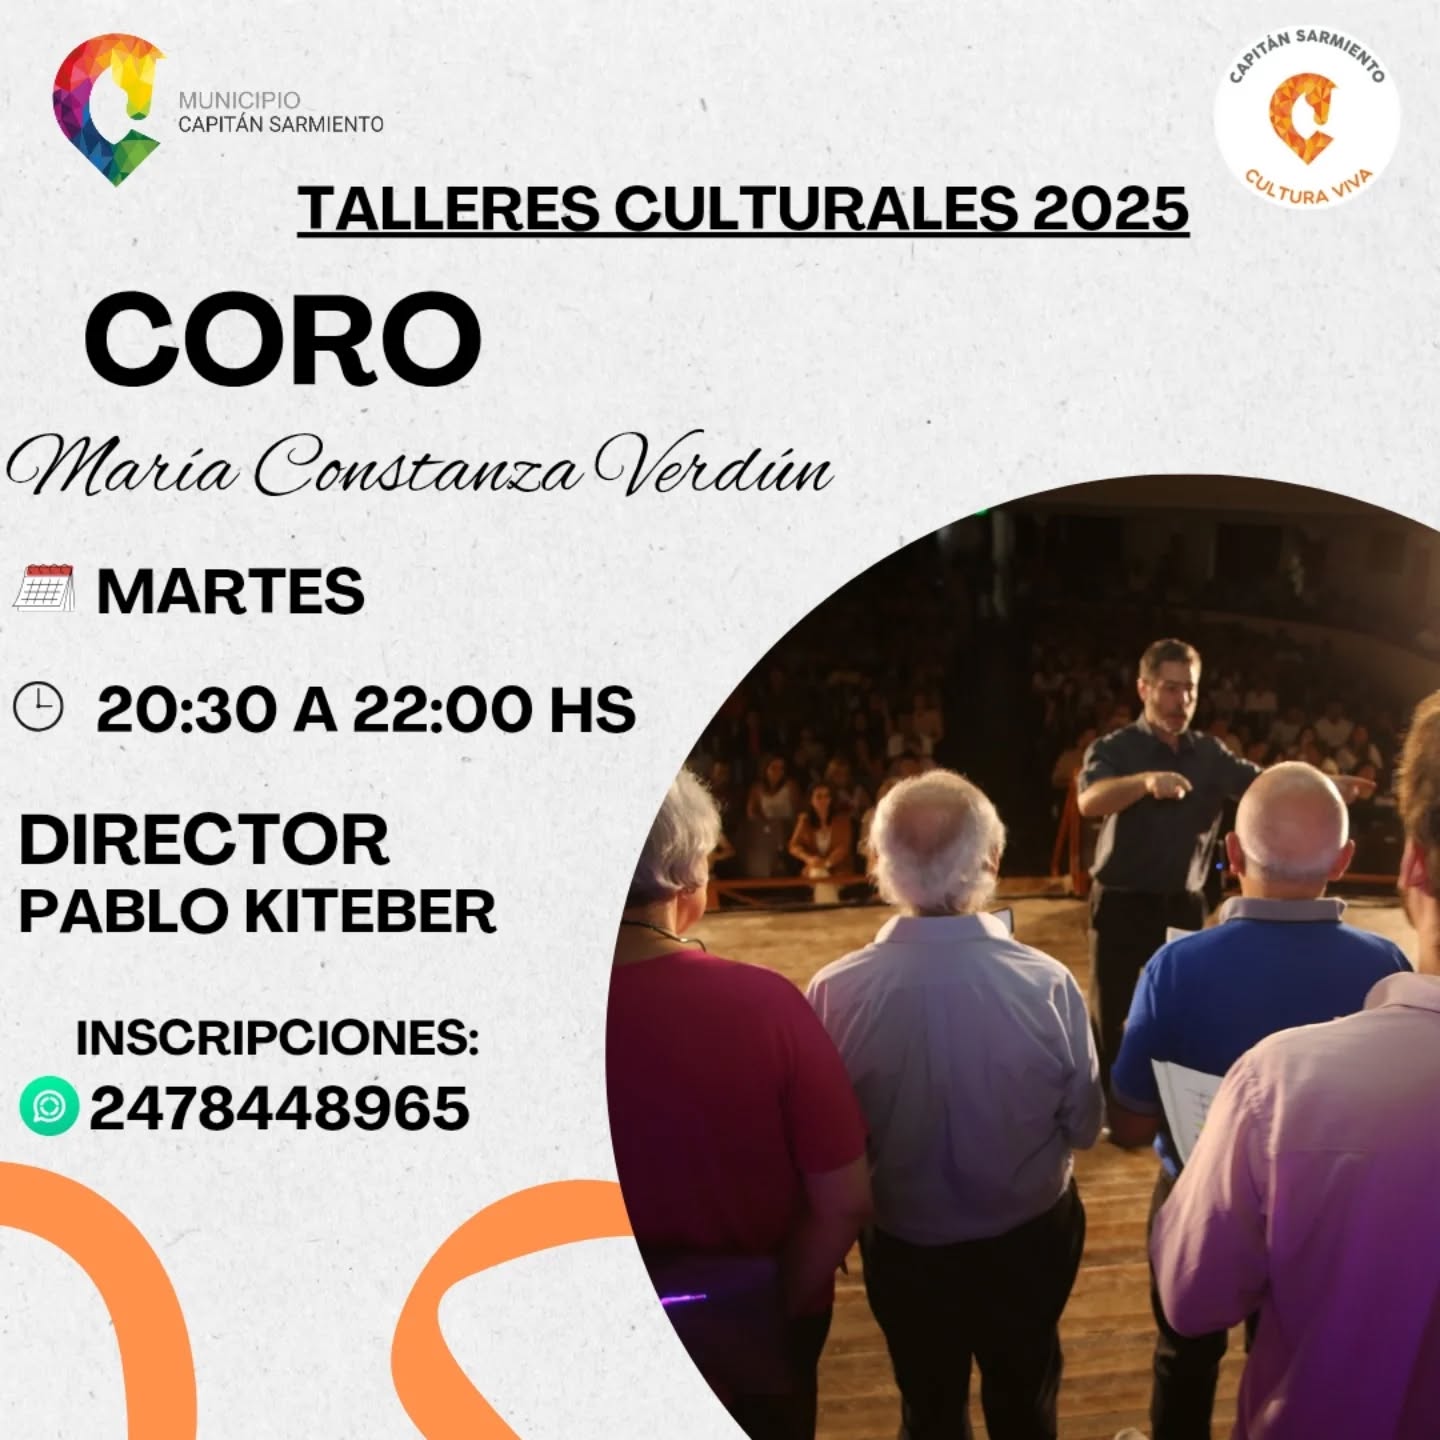 MUNICIPIO
CAPITÁN SARMIENTO
CAPITÁN SARMIENTO
CULTURA VIVA
TALLERES CULTURALES 2025
CORO
María Constanza Verdún
MARTES
20:30 A 22:00 HS
DIRECTOR
PABLO KITEBER
INSCRIPCIONES:
2478448965